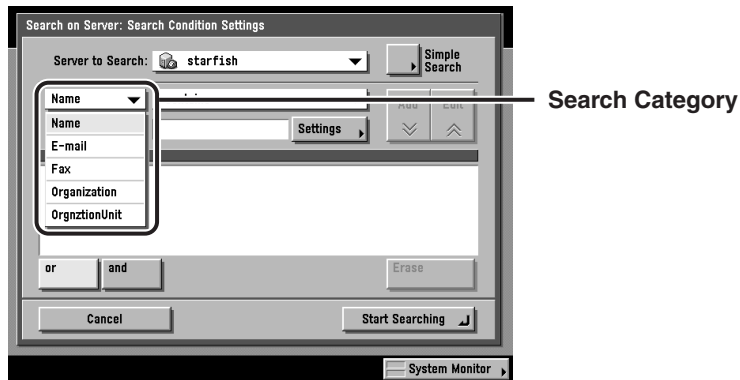 Search on Server: Search Condition Settings
Server to Search: starfish
Simple
Search
Name
Search Category
Name
Settings
E-mail
Fax
Organization
OrgnztionUnit
or and
Erase
Cancel
Start Searching
System Monitor